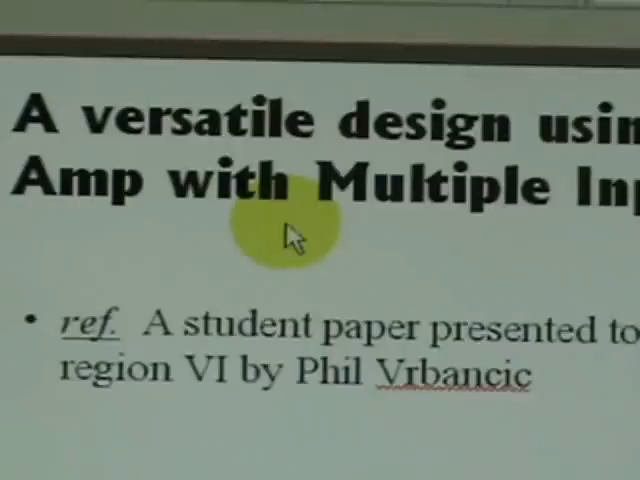 A versatile design usin
Amp with Multiple Inp
• ref. A student paper presented to
region VI by Phil Vrbancic